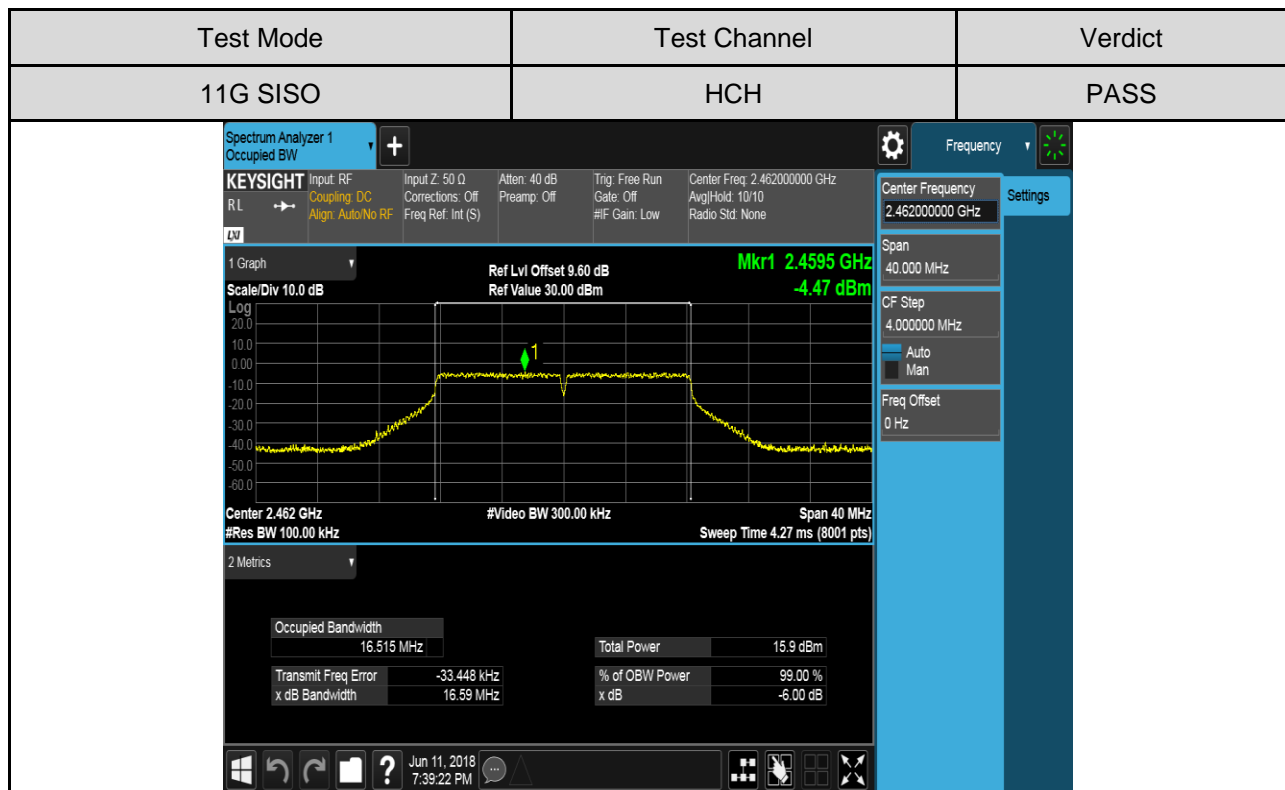 Test Mode Test Channel Verdict
11G SISO HCH PASS
Spectrum Analyzer 1
Occupied BW
+
Frequency
KEYSIGHT
RL
LXI
Input: RF
Coupling: DC
Align: Auto/No RF
Input Z: 50 Ω
Corrections: Off
Freq Ref: Int (S)
Atten: 40 dB
Preamp: Off
Trig: Free Run
Gate: Off
#IF Gain: Low
Center Freq: 2.462000000 GHz
Avg|Hold: 10/10
Radio Std: None
Center Frequency
2.462000000 GHz
Settings
Span
40.000 MHz
CF Step
4.000000 MHz
Auto
Man
Freq Offset
0 Hz
1 Graph
Scale/Div 10.0 dB
Ref Lvl Offset 9.60 dB
Ref Value 30.00 dBm
Mkr1 2.4595 GHz
-4.47 dBm
Log
20.0
10.0
0.00
-10.0
-20.0
-30.0
-40.0
-50.0
-60.0
1
Center 2.462 GHz #Video BW 300.00 kHz Span 40 MHz
#Res BW 100.00 kHz Sweep Time 4.27 ms (8001 pts)
2 Metrics
Occupied Bandwidth
16.515 MHz
Total Power 15.9 dBm
Transmit Freq Error -33.448 kHz % of OBW Power 99.00 %
x dB Bandwidth 16.59 MHz x dB -6.00 dB
?
Jun 11, 2018
7:39:22 PM